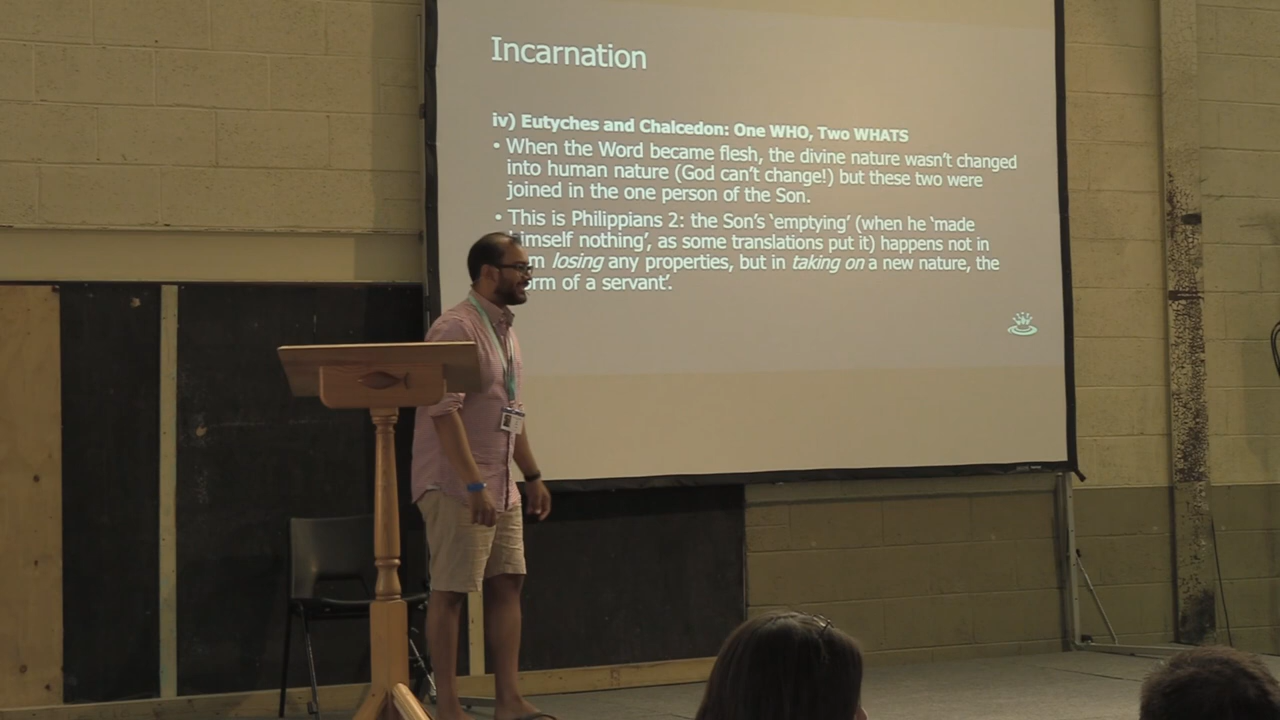 Incarnation
iv) Eutyches and Chalcedon: One WHO, Two WHATS
• When the Word became flesh, the divine nature wasn't changed
into human nature (God can't change!) but these two were
joined in the one person of the Son.
• This is Philippians 2: the Son's 'emptying' (when he 'made
himself nothing', as some translations put it) happens not in
losing any properties, but in taking on a new nature, the
of a servant'.